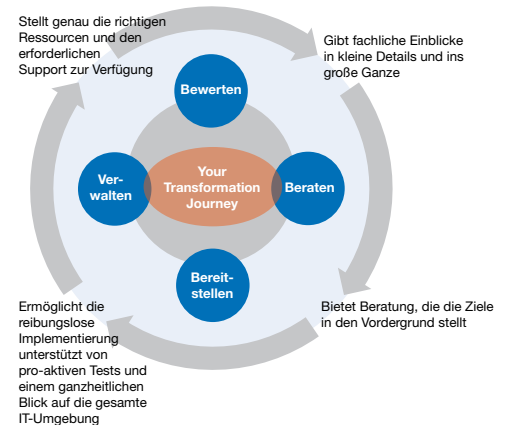 Stellt genau die richtigen
Ressourcen und den
erforderlichen
Support zur Verfügung
Gibt fachliche Einblicke
in kleine Details und ins
große Ganze
Bewerten
Ver-
walten
Your
Transformation
Journey
Beraten
Bereit-
stellen
Ermöglicht die
reibungslose
Implementierung
unterstützt von
pro-aktiven Tests und
einem ganzheitlichen
Blick auf die gesamte
IT-Umgebung
Bietet Beratung, die die Ziele
in den Vordergrund stellt